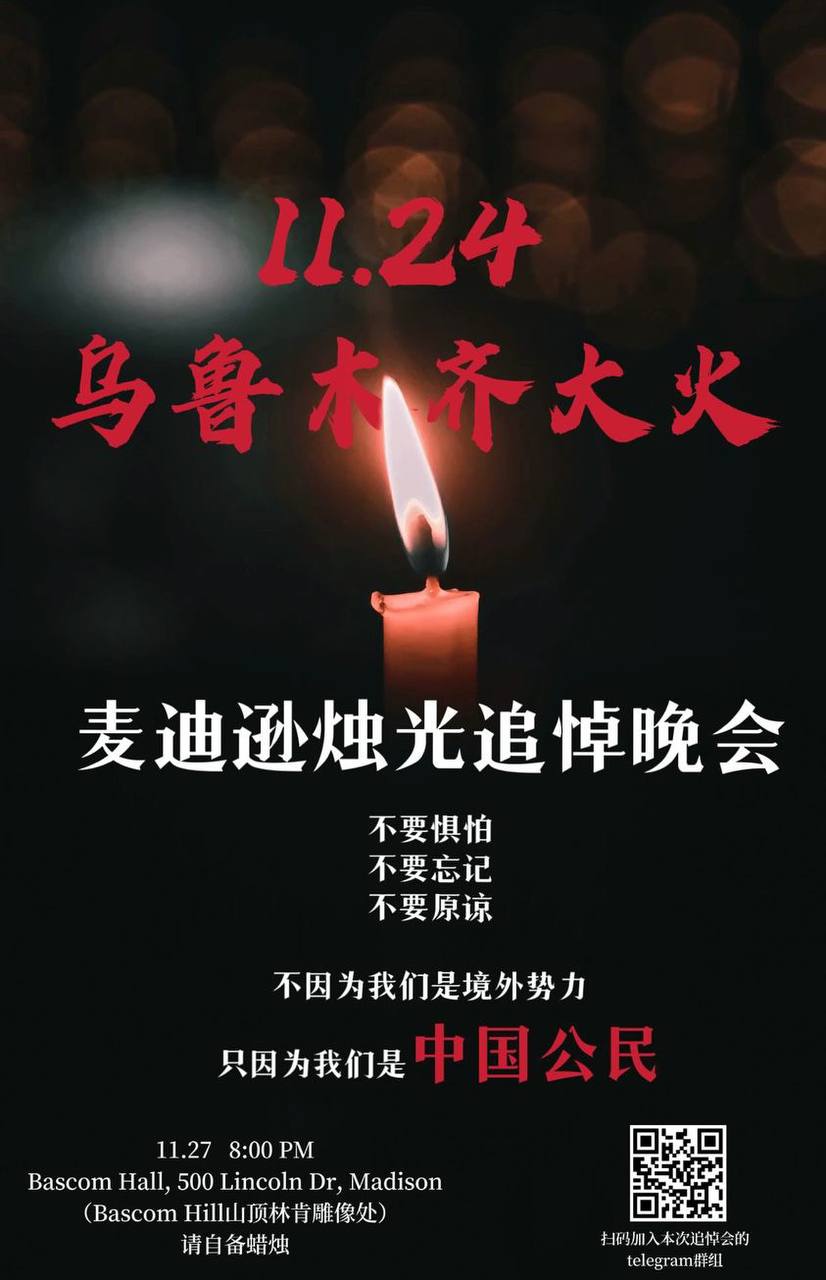 11.24
乌鲁木齐大火
麦迪逊烛光追悼晚会
不要惧怕
不要忘记
不要原谅
不因为我们是境外势力
只因为我们是中国公民
11.27 8:00 PM
Bascom Hall, 500 Lincoln Dr, Madison
（Bascom Hill山顶林肯雕像处）
请自备蜡烛
扫码加入本次追悼会的
telegram群组